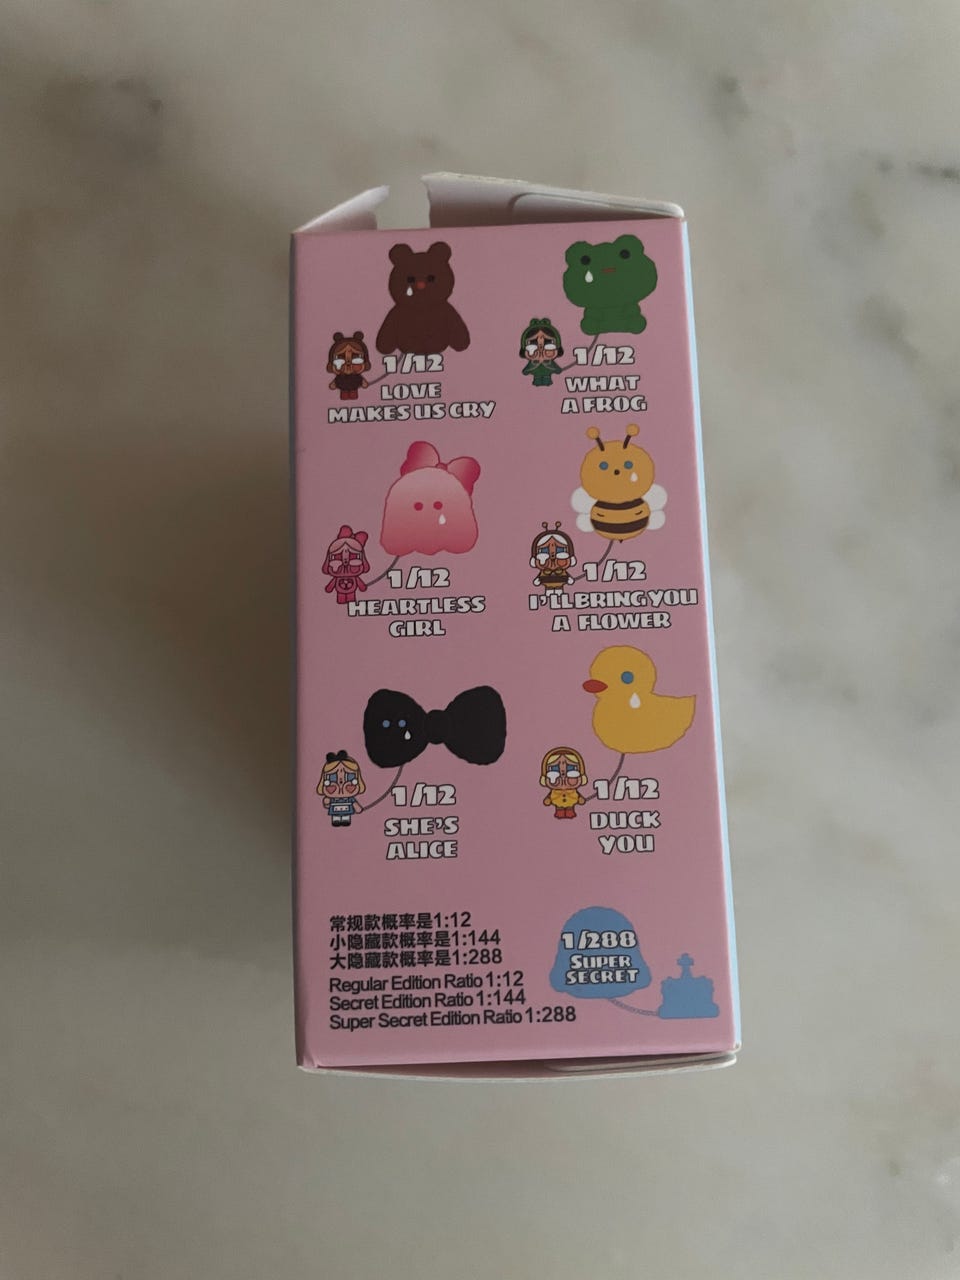 1/12
LOVE
MAKES US CRY
1/12
WHAT
A FROG
1/12
HEARTLESS
GIRL
1/12
I'LL BRING YOU
A FLOWER
1/12
SHE'S
ALICE
1/12
DUCK
YOU
常规款概率是1:12
小隐藏款概率是1:144
大隐藏款概率是1:288
Regular Edition Ratio 1:12
Secret Edition Ratio 1:144
Super Secret Edition Ratio 1:288
1/288
SUPER
SECRET